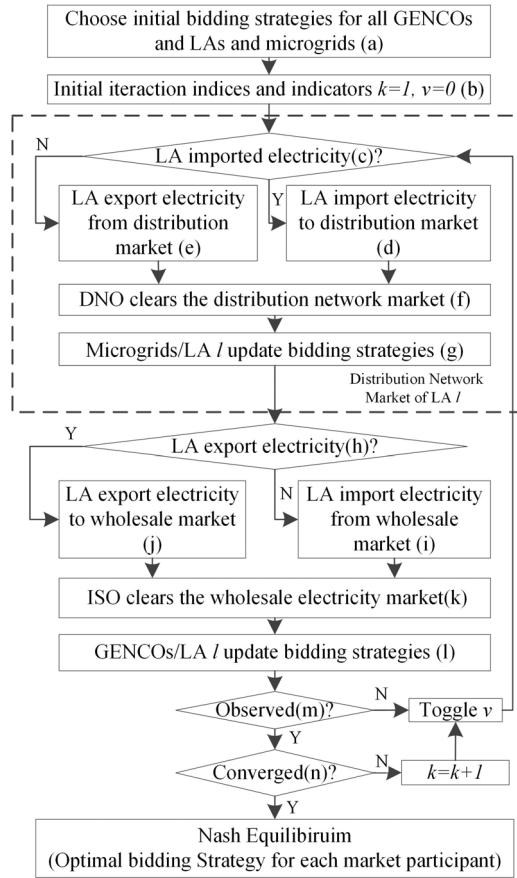 Choose initial bidding strategies for all GENCOs
and LAs and microgrids (a)
Initial iteraction indices and indicators k=1, v=0 (b)
N
LA imported electricity(c)?
Y
LA export electricity
from distribution
market (e)
LA import electricity
to distribution market
(d)
DNO clears the distribution network market (f)
Microgrids/LA l update bidding strategies (g)
Distribution Network
Market of LA l
Y
LA export electricity(h)?
N
LA export electricity
to wholesale market
(j)
LA import electricity
from wholesale
market (i)
ISO clears the wholesale electricity market(k)
GENCOs/LA l update bidding strategies (l)
Observed(m)?
N
Toggle v
Y
Converged(n)?
N
k=k+1
Y
Nash Equilibiruim
(Optimal bidding Strategy for each market participant)